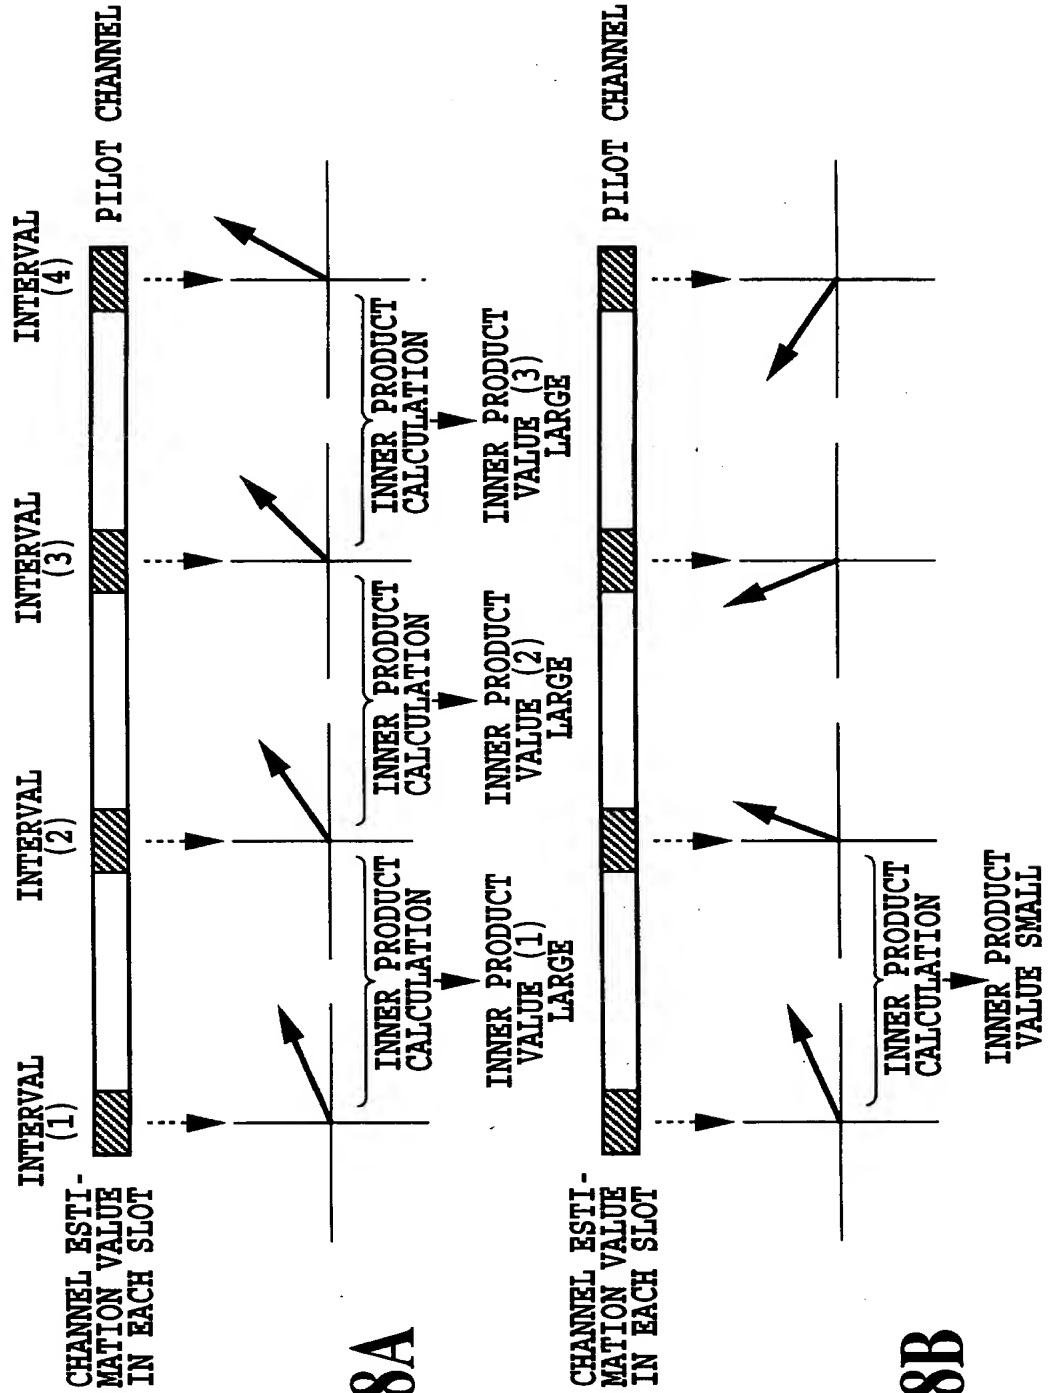 INTERVAL
(1)
INTERVAL
(2)
INTERVAL
(3)
INTERVAL
(4)
CHANNEL ESTI-
MATION VALUE
IN EACH SLOT
PILOT CHANNEL
INNER PRODUCT
CALCULATION
INNER PRODUCT
VALUE (1)
LARGE
INNER PRODUCT
CALCULATION
INNER PRODUCT
VALUE (2)
LARGE
INNER PRODUCT
CALCULATION
INNER PRODUCT
VALUE (3)
LARGE
8A
CHANNEL ESTI-
MATION VALUE
IN EACH SLOT
PILOT CHANNEL
INNER PRODUCT
CALCULATION
INNER PRODUCT
VALUE SMALL
8B